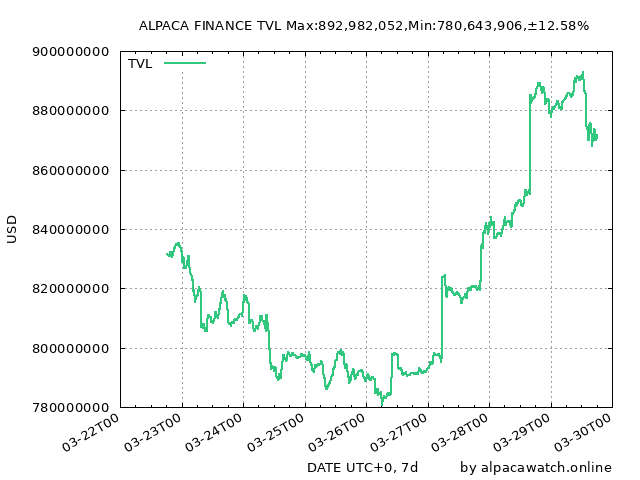 ALPACA FINANCE TVL Max:892,982,052,Min:780,643,906,±12.58%
900000000
TVL
880000000
860000000
840000000
USD
820000000
800000000
780000000
03-22T00 03-23T00 03-24T00 03-25T00 03-26T00 03-27T00 03-28T00 03-29T00 03-30T00
DATE UTC+0, 7d by alpacawatch.online